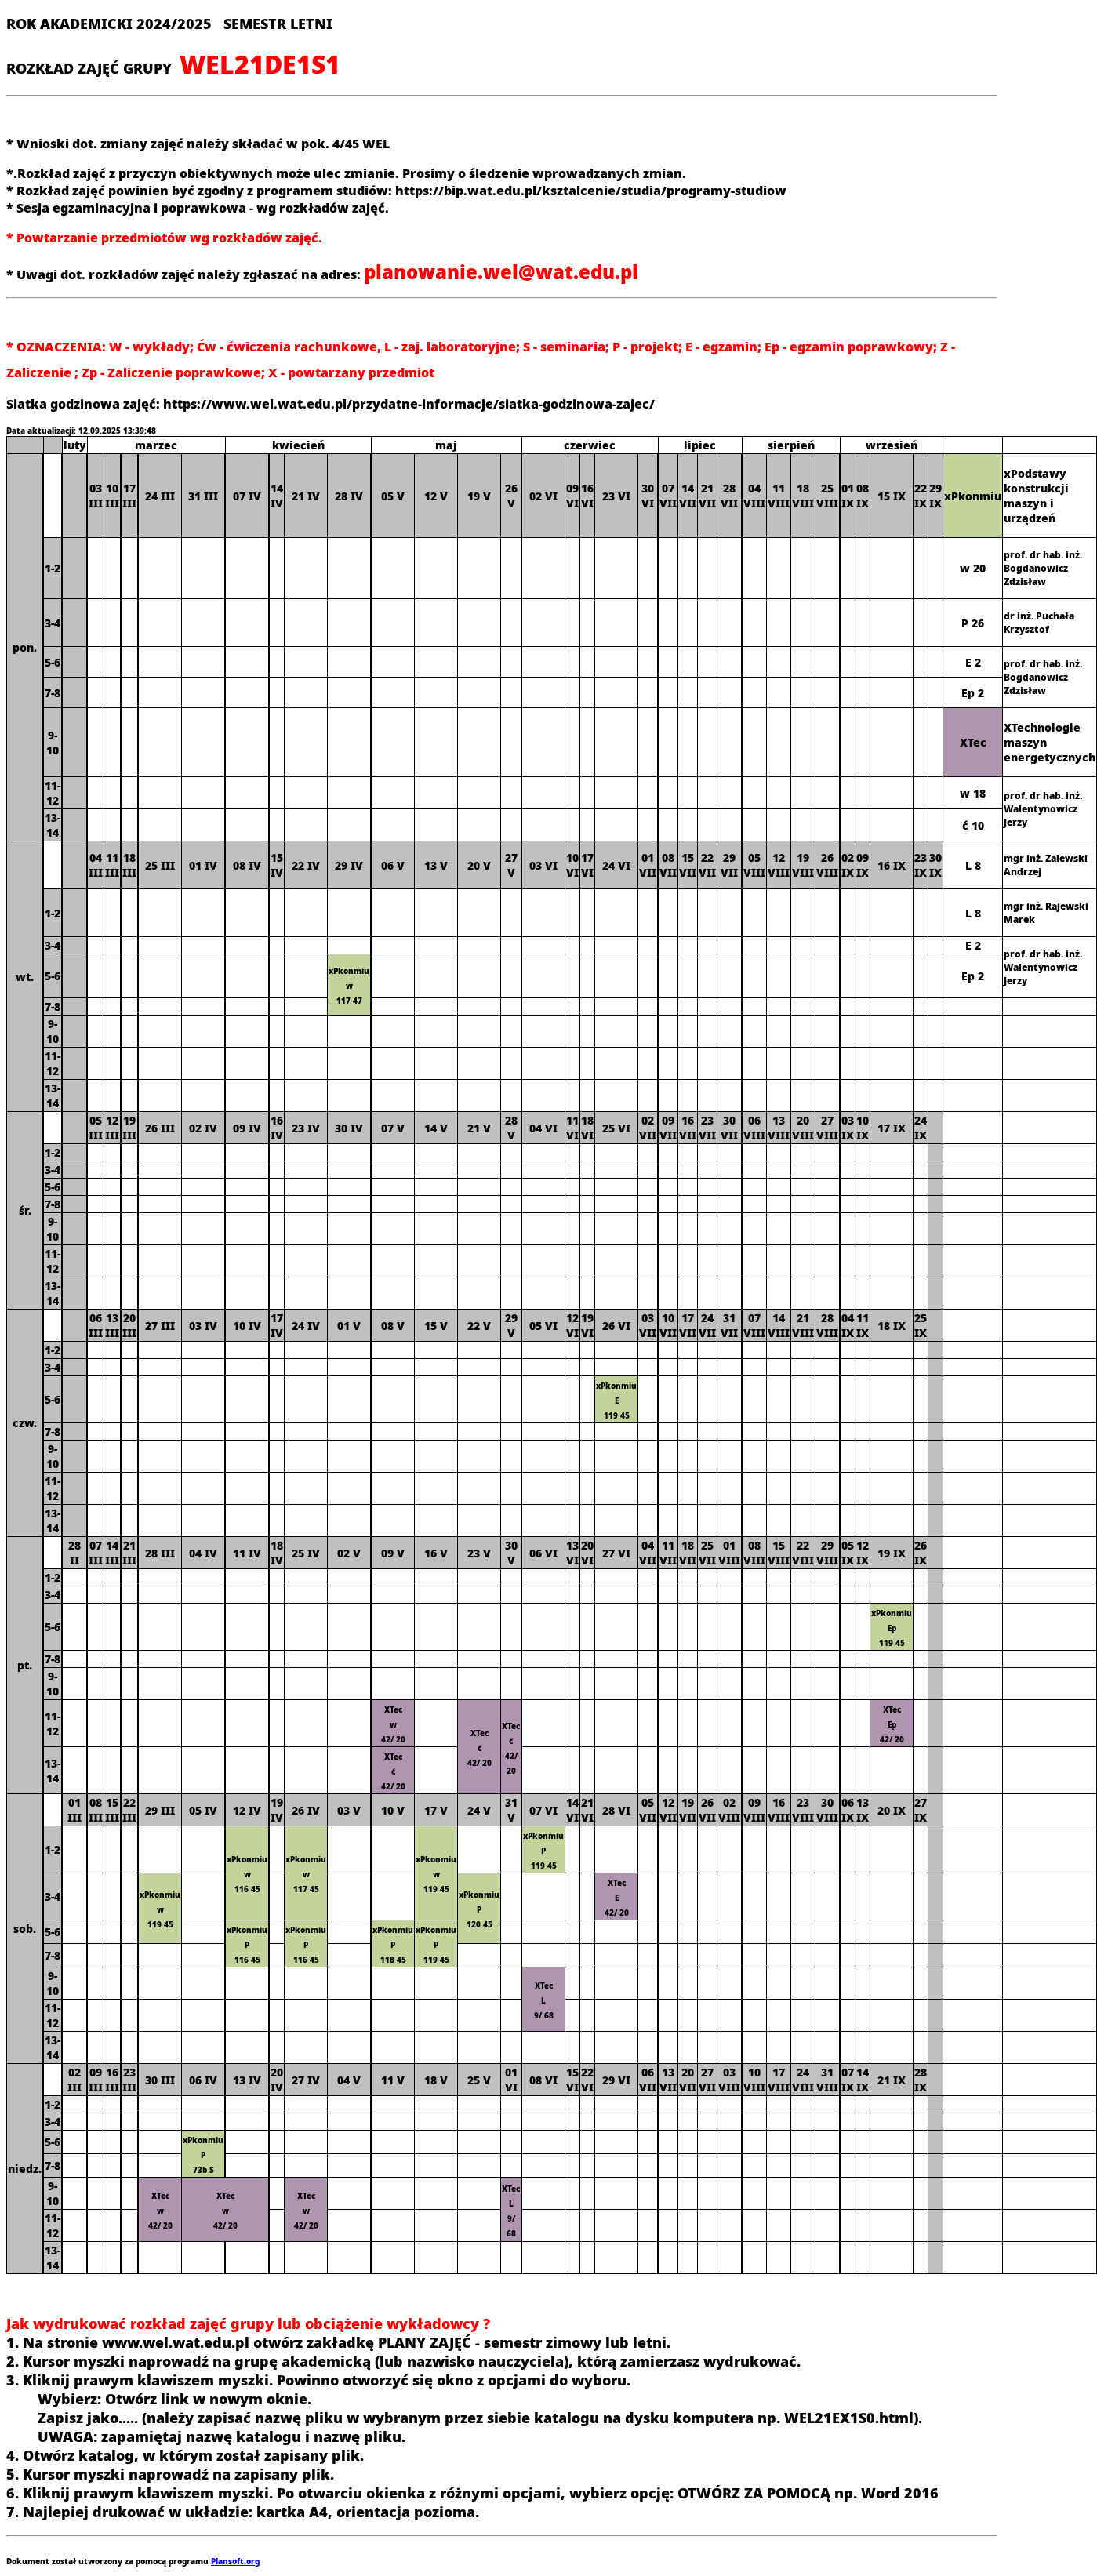 ROK AKADEMICKI 2024/2025   SEMESTR LETNI
ROZKŁAD ZAJĘĆ GRUPY  WEL21DE1S1
* Wnioski dot. zmiany zajęć należy składać w pok. 4/45 WEL
*.Rozkład zajęć z przyczyn obiektywnych może ulec zmianie. Prosimy o śledzenie wprowadzanych zmian.
* Rozkład zajęć powinien być zgodny z programem studiów: https://bip.wat.edu.pl/ksztalcenie/studia/programy-studiow
* Sesja egzaminacyjna i poprawkowa - wg rozkładów zajęć.
* Powtarzanie przedmiotów wg rozkładów zajęć.
* Uwagi dot. rozkładów zajęć należy zgłaszać na adres: planowanie.wel@wat.edu.pl
* OZNACZENIA: W - wykłady; Ćw - ćwiczenia rachunkowe, L - zaj. laboratoryjne; S - seminaria; P - projekt; E - egzamin; Ep - egzamin poprawkowy; Z -
Zaliczenie ; Zp - Zaliczenie poprawkowe; X - powtarzany przedmiot
Siatka godzinowa zajęć: https://www.wel.wat.edu.pl/przydatne-informacje/siatka-godzinowa-zajec/
Data aktualizacji: 12.09.2025 13:39:48
luty marzec kwiecień maj czerwiec lipiec sierpień wrzesień
pon. 03 III 10 III 17 III 24 III 31 III 07 IV 14 IV 21 IV 28 IV 05 V 12 V 19 V 26 V 02 VI 09 VI 16 VI 23 VI 30 VI 07 VII 14 VII 21 VII 28 VII 04 VIII 11 VIII 18 VIII 25 VIII 01 IX 08 IX 15 IX 22 IX 29 IX xPkonmiu xPodstawy konstrukcji maszyn i urządzeń
1-2 w 20 prof. dr hab. inż. Bogdanowicz Zdzisław
3-4 P 26 dr inż. Puchała Krzysztof
5-6 E 2 prof. dr hab. inż. Bogdanowicz Zdzisław
7-8 Ep 2
9-10 XTec XTechnologie maszyn energetycznych
11-12 w 18 prof. dr hab. inż. Walentynowicz Jerzy
13-14 ć 10
wt. 04 III 11 III 18 III 25 III 01 IV 08 IV 15 IV 22 IV 29 IV 06 V 13 V 20 V 27 V 03 VI 10 VI 17 VI 24 VI 01 VII 08 VII 15 VII 22 VII 29 VII 05 VIII 12 VIII 19 VIII 26 VIII 02 IX 09 IX 16 IX 23 IX 30 IX L 8 mgr inż. Zalewski Andrzej
1-2 L 8 mgr inż. Rajewski Marek
3-4 E 2 prof. dr hab. inż. Walentynowicz Jerzy
5-6 xPkonmiu w 117 47 Ep 2
7-8
9-10
11-12
13-14
śr. 05 III 12 III 19 III 26 III 02 IV 09 IV 16 IV 23 IV 30 IV 07 V 14 V 21 V 28 V 04 VI 11 VI 18 VI 25 VI 02 VII 09 VII 16 VII 23 VII 30 VII 06 VIII 13 VIII 20 VIII 27 VIII 03 IX 10 IX 17 IX 24 IX
1-2
3-4
5-6
7-8
9-10
11-12
13-14
czw. 06 III 13 III 20 III 27 III 03 IV 10 IV 17 IV 24 IV 01 V 08 V 15 V 22 V 29 V 05 VI 12 VI 19 VI 26 VI 03 VII 10 VII 17 VII 24 VII 31 VII 07 VIII 14 VIII 21 VIII 28 VIII 04 IX 11 IX 18 IX 25 IX
1-2
3-4
5-6 xPkonmiu E 119 45
7-8
9-10
11-12
13-14
pt. 28 II 07 III 14 III 21 III 28 III 04 IV 11 IV 18 IV 25 IV 02 V 09 V 16 V 23 V 30 V 06 VI 13 VI 20 VI 27 VI 04 VII 11 VII 18 VII 25 VII 01 VIII 08 VIII 15 VIII 22 VIII 29 VIII 05 IX 12 IX 19 IX 26 IX
1-2
3-4
5-6 xPkonmiu Ep 119 45
7-8
9-10
11-12 XTec w 42/ 20 XTec ć 42/ 20 XTec ć 42/ 20 XTec Ep 42/ 20
13-14 XTec ć 42/ 20
sob. 01 III 08 III 15 III 22 III 29 III 05 IV 12 IV 19 IV 26 IV 03 V 10 V 17 V 24 V 31 V 07 VI 14 VI 21 VI 28 VI 05 VII 12 VII 19 VII 26 VII 02 VIII 09 VIII 16 VIII 23 VIII 30 VIII 06 IX 13 IX 20 IX 27 IX
1-2 xPkonmiu w 116 45 xPkonmiu w 117 45 xPkonmiu w 119 45 xPkonmiu P 119 45
3-4 xPkonmiu w 119 45 xPkonmiu P 120 45 XTec E 42/ 20
5-6 xPkonmiu P 116 45 xPkonmiu P 116 45 xPkonmiu P 118 45 xPkonmiu P 119 45
7-8
9-10 XTec L 9/ 68
11-12
13-14
niedz. 02 III 09 III 16 III 23 III 30 III 06 IV 13 IV 20 IV 27 IV 04 V 11 V 18 V 25 V 01 VI 08 VI 15 VI 22 VI 29 VI 06 VII 13 VII 20 VII 27 VII 03 VIII 10 VIII 17 VIII 24 VIII 31 VIII 07 IX 14 IX 21 IX 28 IX
1-2
3-4
5-6 xPkonmiu P 73b S
7-8
9-10 XTec w 42/ 20 XTec w 42/ 20 XTec w 42/ 20 XTec L 9/ 68
11-12
13-14
Jak wydrukować rozkład zajęć grupy lub obciążenie wykładowcy ?
1. Na stronie www.wel.wat.edu.pl otwórz zakładkę PLANY ZAJĘĆ - semestr zimowy lub letni.
2. Kursor myszki naprowadź na grupę akademicką (lub nazwisko nauczyciela), którą zamierzasz wydrukować.
3. Kliknij prawym klawiszem myszki. Powinno otworzyć się okno z opcjami do wyboru.
Wybierz: Otwórz link w nowym oknie.
Zapisz jako..... (należy zapisać nazwę pliku w wybranym przez siebie katalogu na dysku komputera np. WEL21EX1S0.html).
UWAGA: zapamiętaj nazwę katalogu i nazwę pliku.
4. Otwórz katalog, w którym został zapisany plik.
5. Kursor myszki naprowadź na zapisany plik.
6. Kliknij prawym klawiszem myszki. Po otwarciu okienka z różnymi opcjami, wybierz opcję: OTWÓRZ ZA POMOCĄ np. Word 2016
7. Najlepiej drukować w układzie: kartka A4, orientacja pozioma.
Dokument został utworzony za pomocą programu Plansoft.org